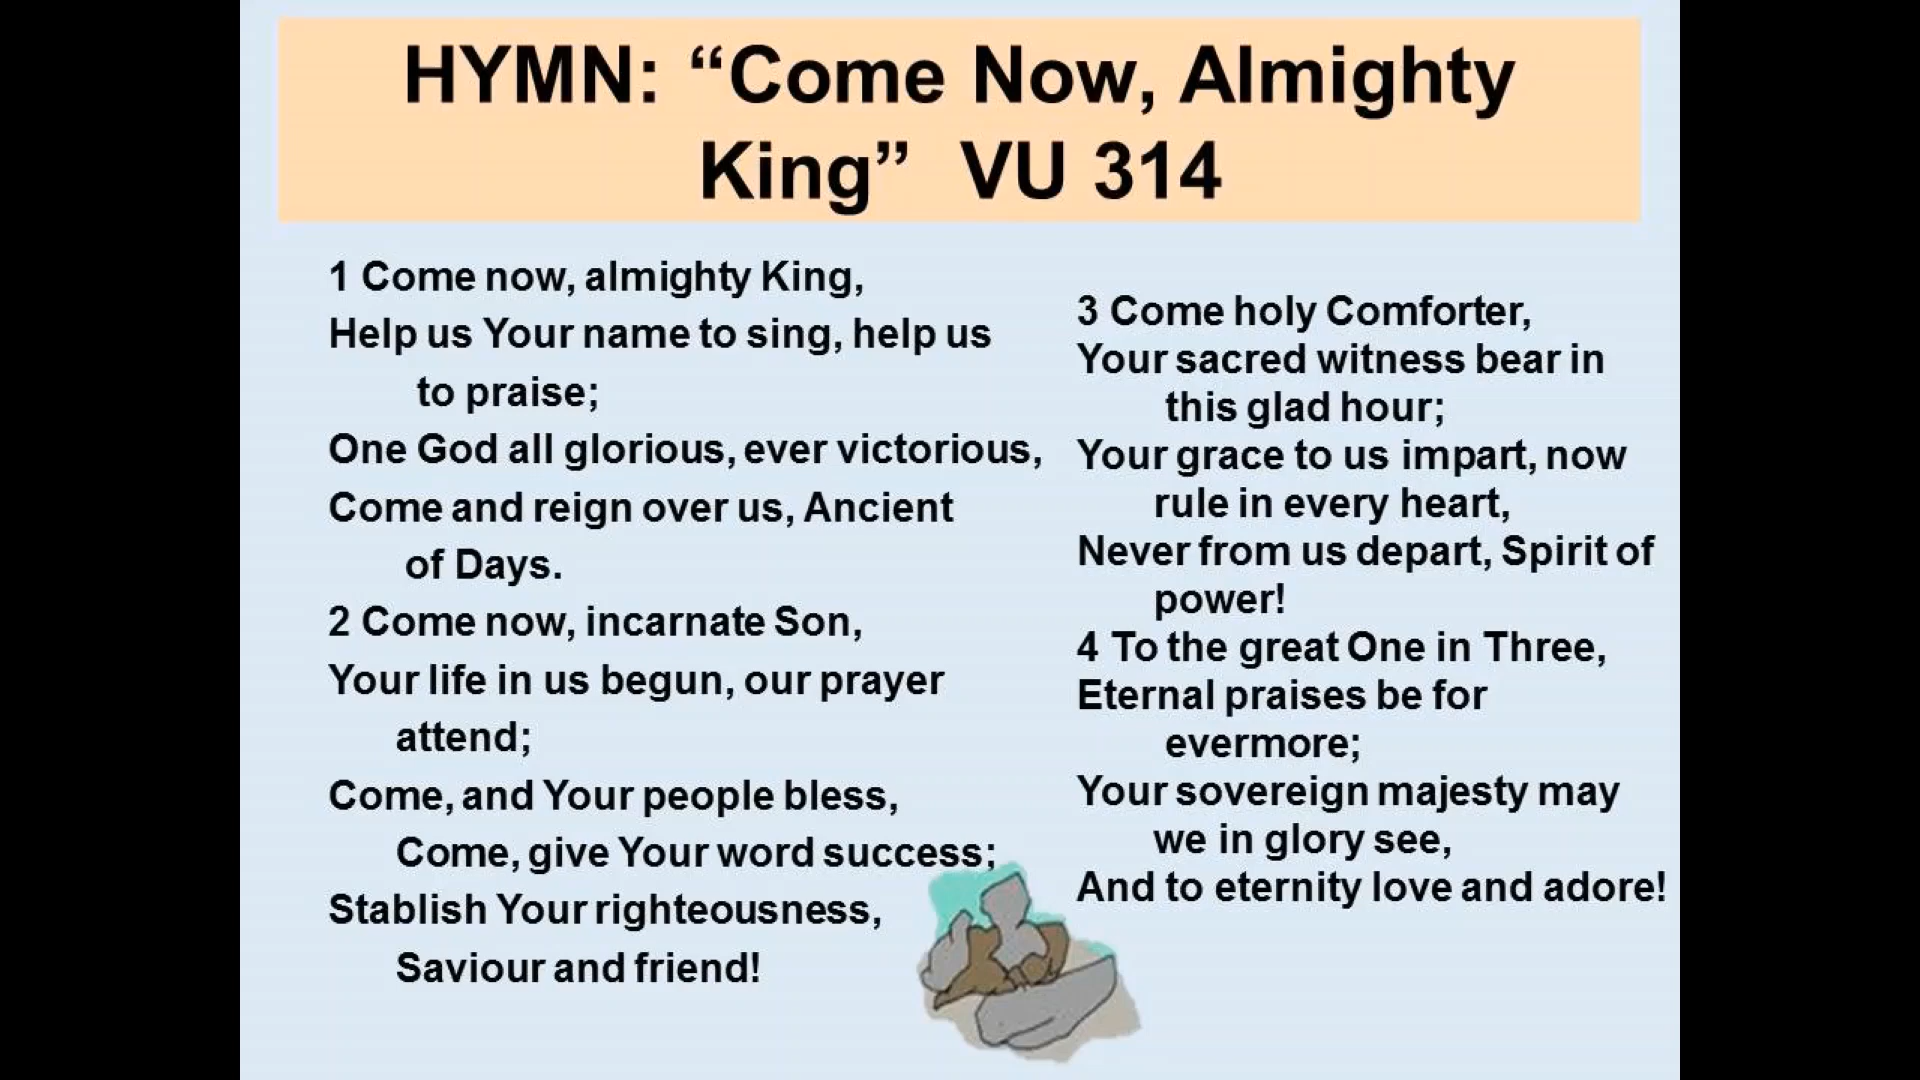 HYMN: “Come Now, Almighty
King”  VU 314
1 Come now, almighty King,
Help us Your name to sing, help us
to praise;
One God all glorious, ever victorious,
Come and reign over us, Ancient
of Days.
2 Come now, incarnate Son,
Your life in us begun, our prayer
attend;
Come, and Your people bless,
Come, give Your word success;
Stablish Your righteousness,
Saviour and friend!
3 Come holy Comforter,
Your sacred witness bear in
this glad hour;
Your grace to us impart, now
rule in every heart,
Never from us depart, Spirit of
power!
4 To the great One in Three,
Eternal praises be for
evermore;
Your sovereign majesty may
we in glory see,
And to eternity love and adore!